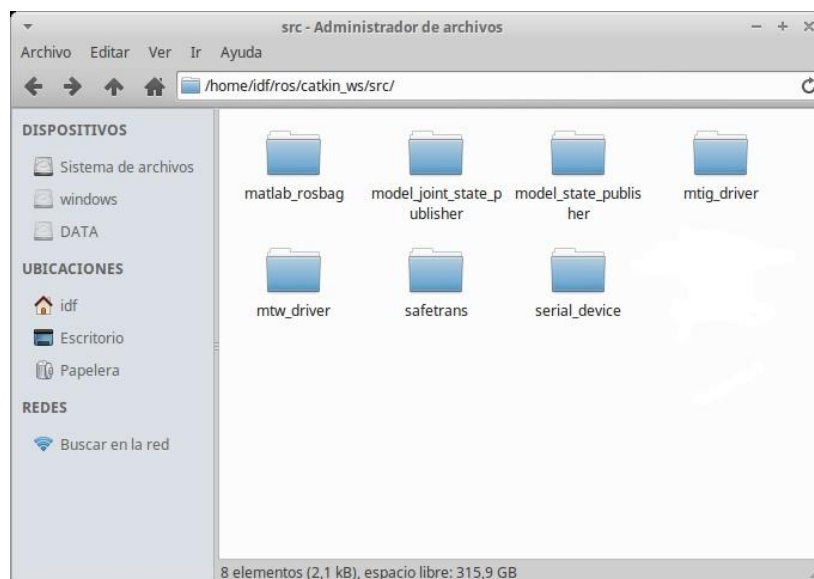 src - Administrador de archivos
Archivo Editar Ver Ir Ayuda
/home/idf/ros/catkin_ws/src/
DISPOSITIVOS
Sistema de archivos
windows
DATA
UBICACIONES
idf
Escritorio
Papelera
REDES
Buscar en la red
matlab_rosbag
model_joint_state_p
ublisher
model_state_publis
her
mtig_driver
mtw_driver
safetrans
serial_device
8 elementos (2,1 kB), espacio libre: 315,9 GB